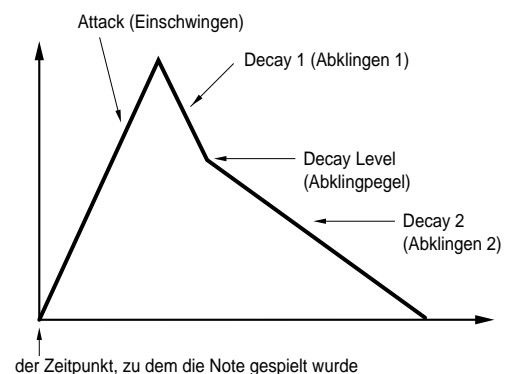 Attack (Einschwingen)
Decay 1 (Abklingen 1)
Decay Level
(Abklingpegel)
Decay 2
(Abklingen 2)
der Zeitpunkt, zu dem die Note gespielt wurde